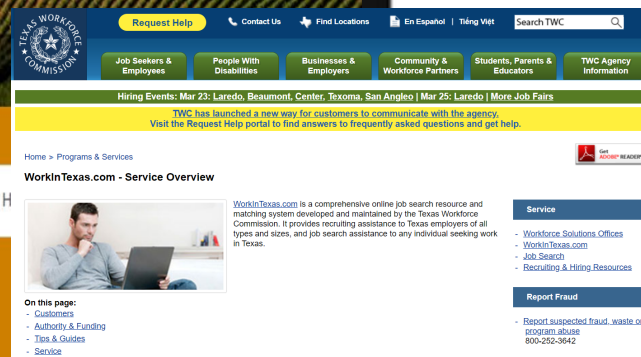 TEXAS WORKFORCE
COMMISSION
Request Help
Contact Us
Find Locations
En Español | Tiếng Việt
Search TWC
Job Seekers &
Employees
People With
Disabilities
Businesses &
Employers
Community &
Workforce Partners
Students, Parents &
Educators
TWC Agency
Information
Hiring Events: Mar 23: Laredo, Beaumont, Center, Texoma, San Angleo | Mar 25: Laredo | More Job Fairs
TWC has launched a new way for customers to communicate with the agency.
Visit the Request Help portal to find answers to frequently asked questions and get help.
Home > Programs & Services
Get
ADOBE® READER®
WorkInTexas.com - Service Overview
H
WorkInTexas.com is a comprehensive online job search resource and
matching system developed and maintained by the Texas Workforce
Commission. It provides recruiting assistance to Texas employers of all
types and sizes, and job search assistance to any individual seeking work
in Texas.
On this page:
- Customers
- Authority & Funding
- Tips & Guides
- Service
Service
- Workforce Solutions Offices
- WorkInTexas.com
- Job Search
- Recruiting & Hiring Resources
Report Fraud
- Report suspected fraud, waste or
program abuse
800-252-3642